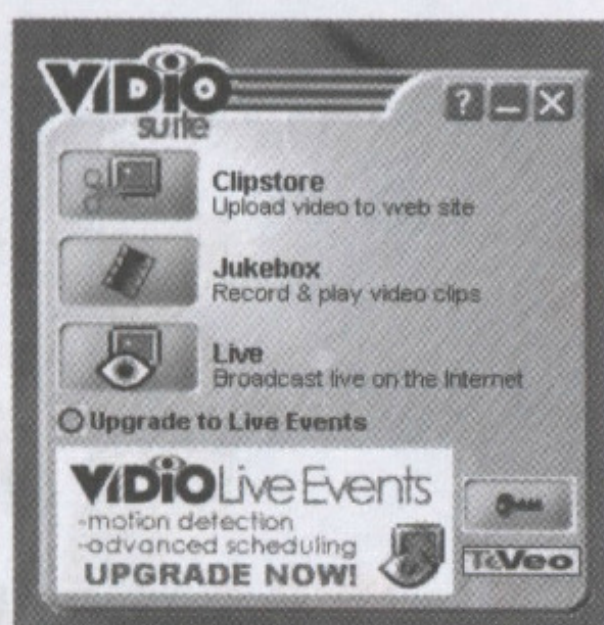 ViDiO
suite
?
Clipstore
Upload video to web site
Jukebox
Record & play video clips
Live
Broadcast live on the Internet
Upgrade to Live Events
ViDiO Live Events
-motion detection
-advanced scheduling
UPGRADE NOW!
TeVeo